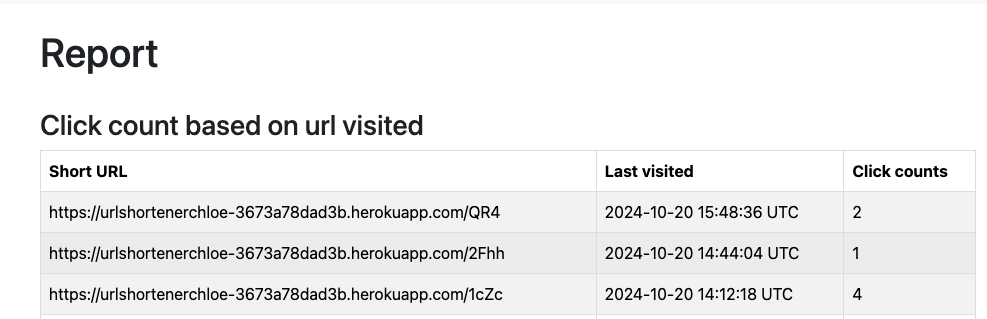 Report
Click count based on url visited
Short URL Last visited Click counts
https://urlshortenerchloe-3673a78dad3b.herokuapp.com/QR4 2024-10-20 15:48:36 UTC 2
https://urlshortenerchloe-3673a78dad3b.herokuapp.com/2Fhh 2024-10-20 14:44:04 UTC 1
https://urlshortenerchloe-3673a78dad3b.herokuapp.com/1cZc 2024-10-20 14:12:18 UTC 4